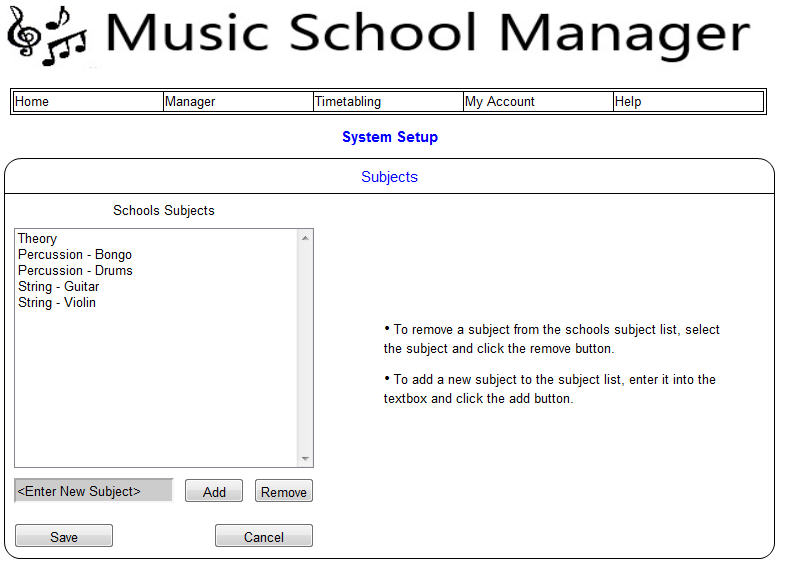 Music School Manager
Home Manager Timetabling My Account Help
System Setup
Subjects
Schools Subjects
Theory
Percussion - Bongo
Percussion - Drums
String - Guitar
String - Violin
• To remove a subject from the schools subject list, select
the subject and click the remove button.
• To add a new subject to the subject list, enter it into the
textbox and click the add button.
<Enter New Subject> Add Remove
Save Cancel